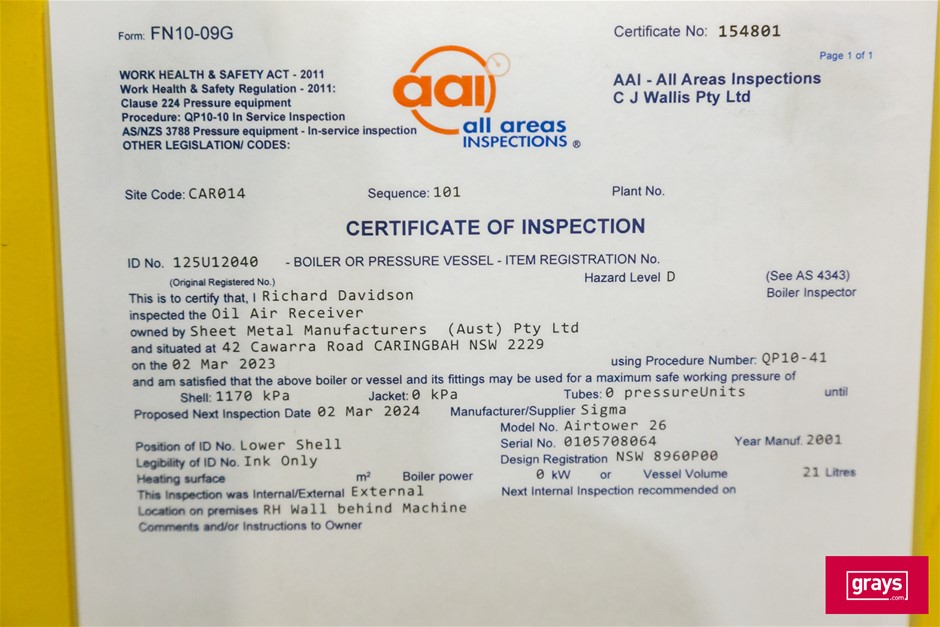 Form: FN10-09G
Certificate No: 154801
Page 1 of 1
WORK HEALTH & SAFETY ACT - 2011
Work Health & Safety Regulation - 2011:
Clause 224 Pressure equipment
Procedure: QP10-10 In Service Inspection
AS/NZS 3788 Pressure equipment - In-service inspection
OTHER LEGISLATION/ CODES:
aai
all areas
INSPECTIONS ®
AAI - All Areas Inspections
C J Wallis Pty Ltd
Site Code: CAR014 Sequence: 101 Plant No.
CERTIFICATE OF INSPECTION
ID No. 125U12040 - BOILER OR PRESSURE VESSEL - ITEM REGISTRATION No.
(Original Registered No.) Hazard Level D (See AS 4343)
This is to certify that, I Richard Davidson Boiler Inspector
inspected the Oil Air Receiver
owned by Sheet Metal Manufacturers (Aust) Pty Ltd
and situated at 42 Cawarra Road CARINGBAH NSW 2229
on the 02 Mar 2023 using Procedure Number: QP10-41
and am satisfied that the above boiler or vessel and its fittings may be used for a maximum safe working pressure of
Shell: 1170 kPa Jacket: 0 kPa Tubes: 0 pressureUnits until
Proposed Next Inspection Date 02 Mar 2024 Manufacturer/Supplier Sigma
Model No. Airtower 26
Position of ID No. Lower Shell Serial No. 0105708064 Year Manuf. 2001
Legibility of ID No. Ink Only Design Registration NSW 8960P00
Heating surface m² Boiler power 0 kW or Vessel Volume 21 Litres
This Inspection was Internal/External External Next Internal Inspection recommended on
Location on premises RH Wall behind Machine
Comments and/or Instructions to Owner
grays
.com